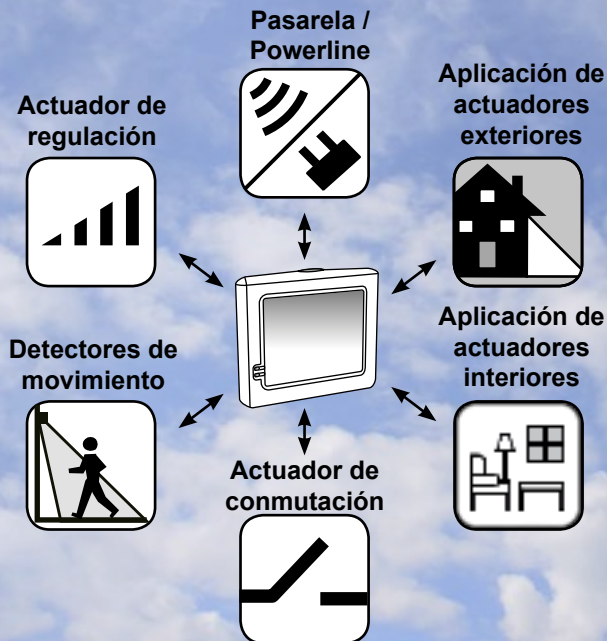 Pasarela /
Powerline
Actuador de
regulación
Aplicación de
actuadores
exteriores
Detectores de
movimiento
Aplicación de
actuadores
interiores
Actuador de
conmutación